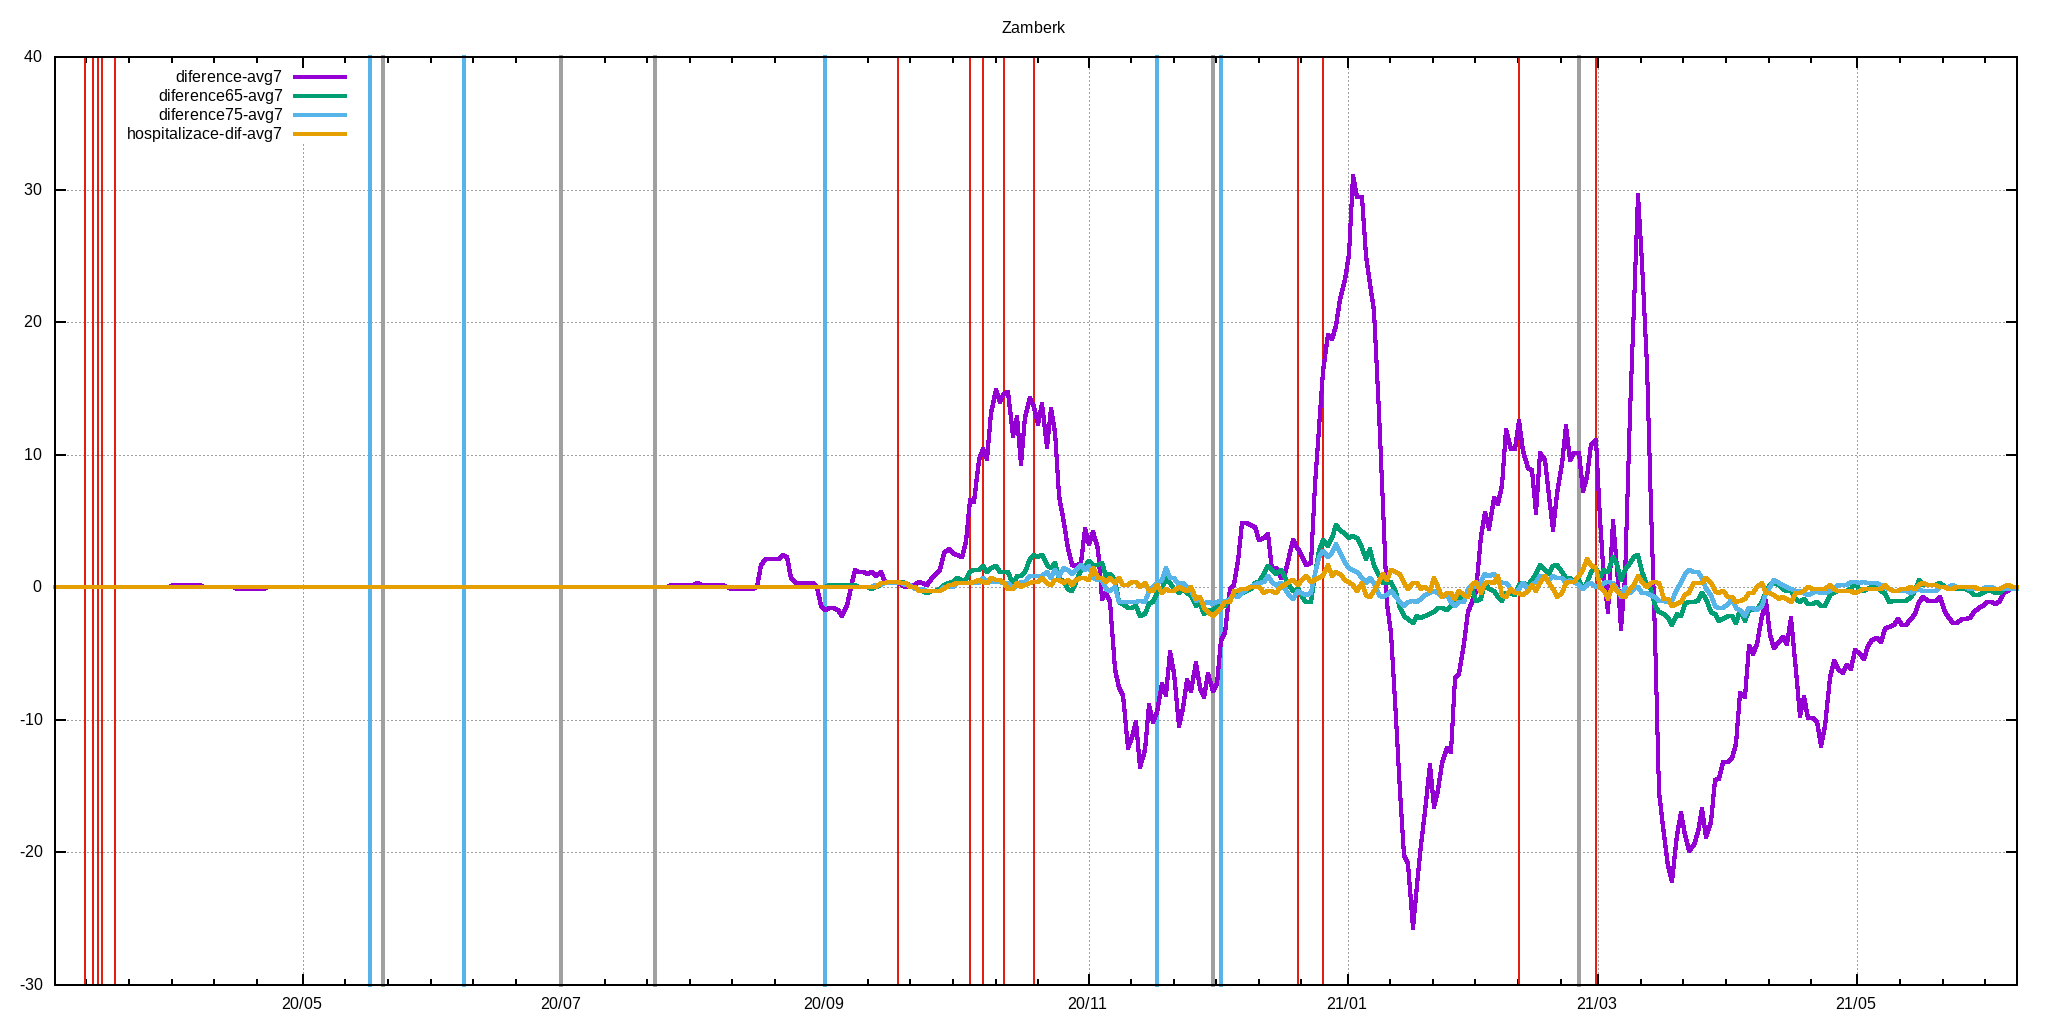 Zamberk
40
diference-avg7
diference65-avg7
diference75-avg7
hospitalizace-dif-avg7
30
20
10
0
-10
-20
-30
20/05 20/07 20/09 20/11 21/01 21/03 21/05